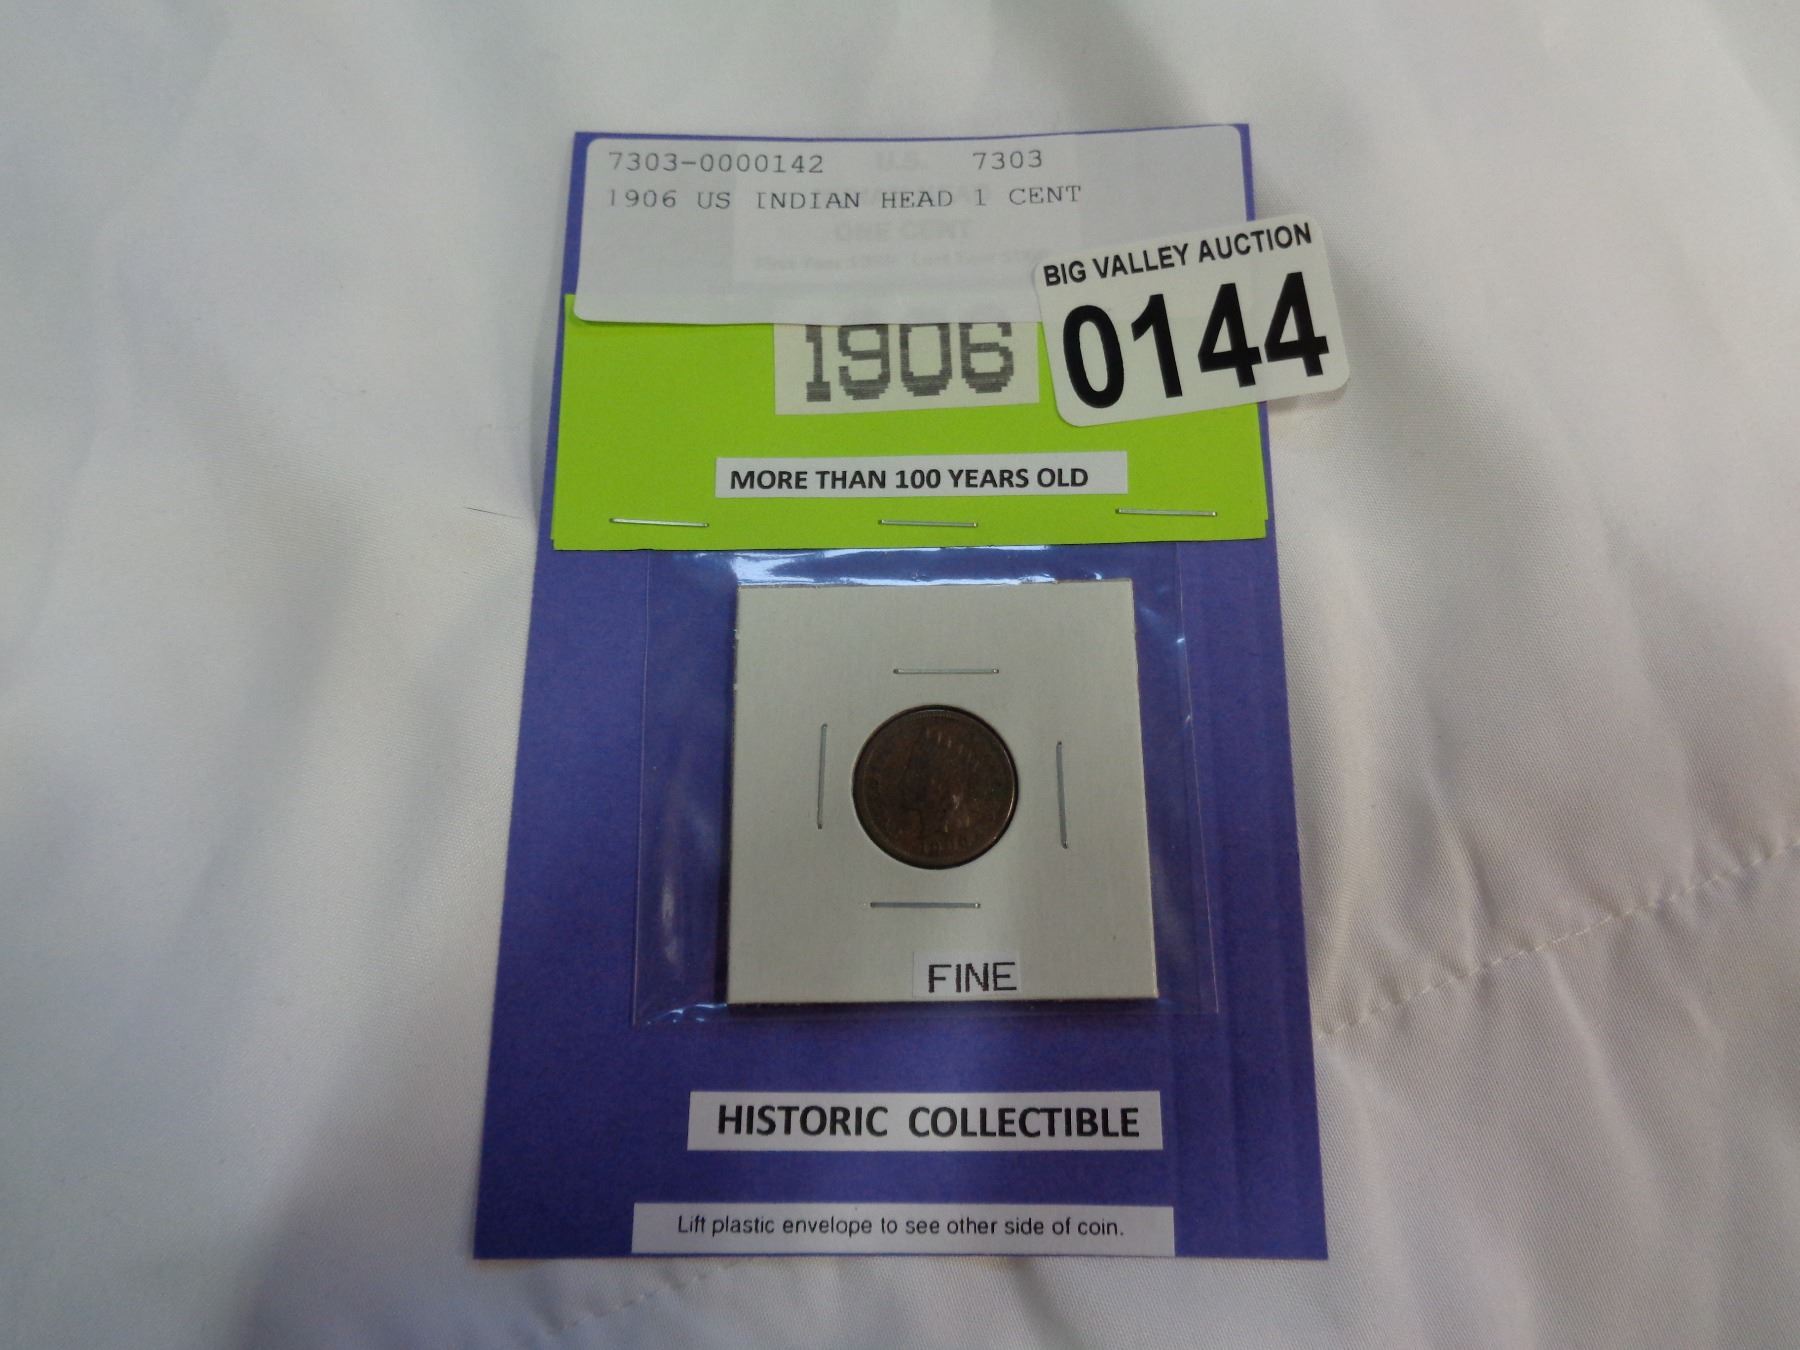 7303-0000142 U.S. 7303
1906 US INDIAN HEAD 1 CENT
ONE CENT
BIG VALLEY AUCTION
0144
1906
MORE THAN 100 YEARS OLD
FINE
HISTORIC COLLECTIBLE
Lift plastic envelope to see other side of coin.